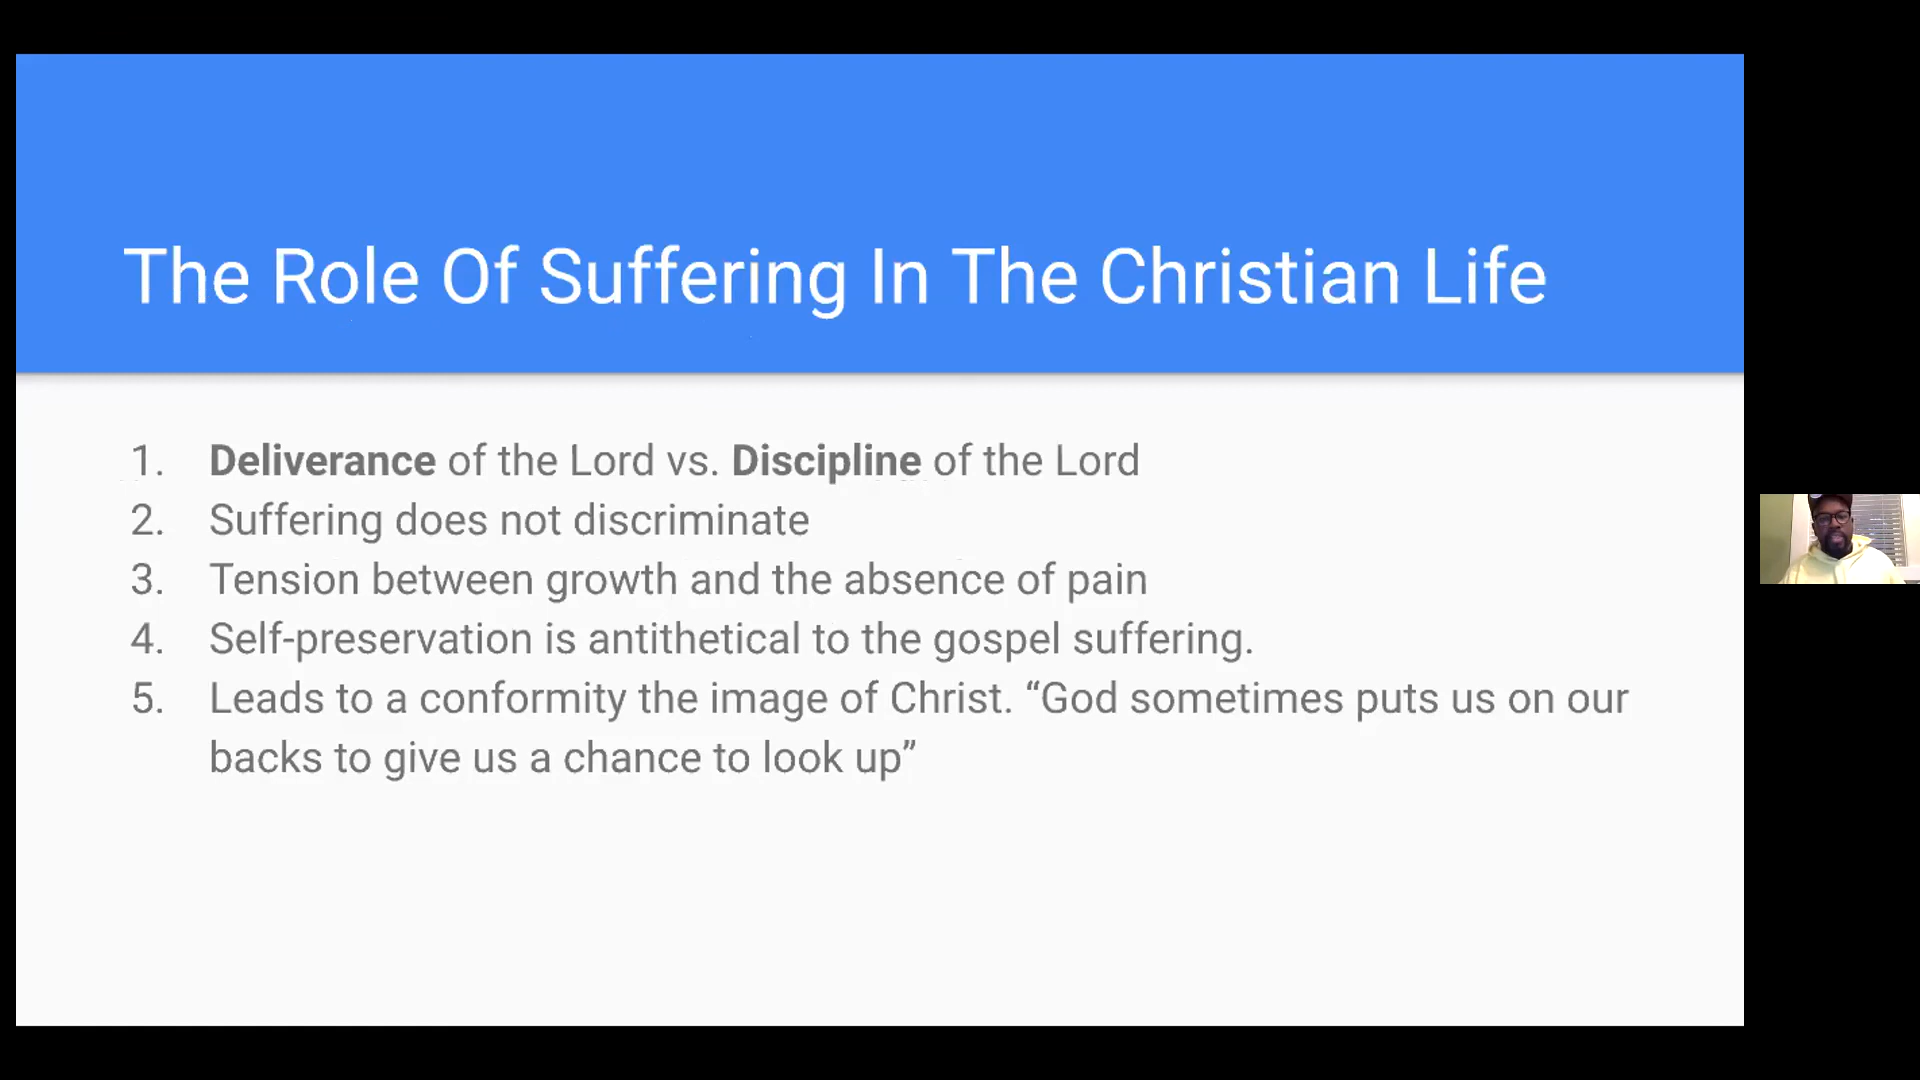 The Role Of Suffering In The Christian Life
1. Deliverance of the Lord vs. Discipline of the Lord
2. Suffering does not discriminate
3. Tension between growth and the absence of pain
4. Self-preservation is antithetical to the gospel suffering.
5. Leads to a conformity the image of Christ. “God sometimes puts us on our
backs to give us a chance to look up”